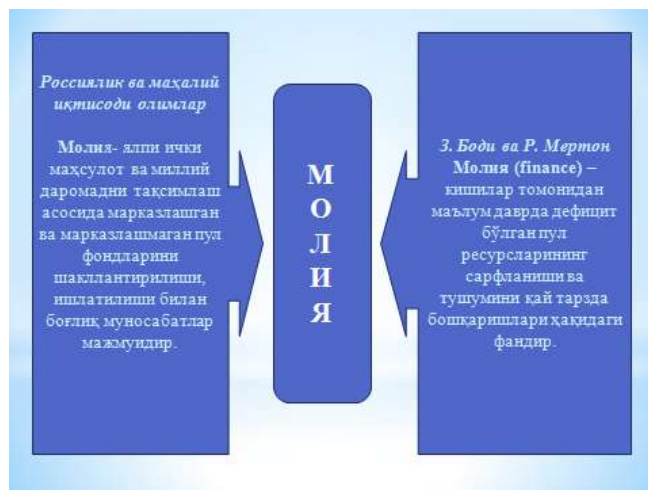 Россиялик ва маҳалий
иқтисоди олимлар
Молия- ялпи ички
маҳсулот ва миллий
даромадни тақсимлаш
асосида марказлашган
ва марказлашмаган пул
фондларини
шакллантирилиши,
ишлатилиши билан
боғлиқ муносабатлар
мажмуидир.
М
О
Л
И
Я
З. Боди ва Р. Мертон
Молия (finance) –
кишилар томонидан
маълум даврда дефицит
бўлган пул
ресурсларининг
сарфланиши ва
тушумини қай тарзда
бошқаришлари ҳақидаги
фандир.